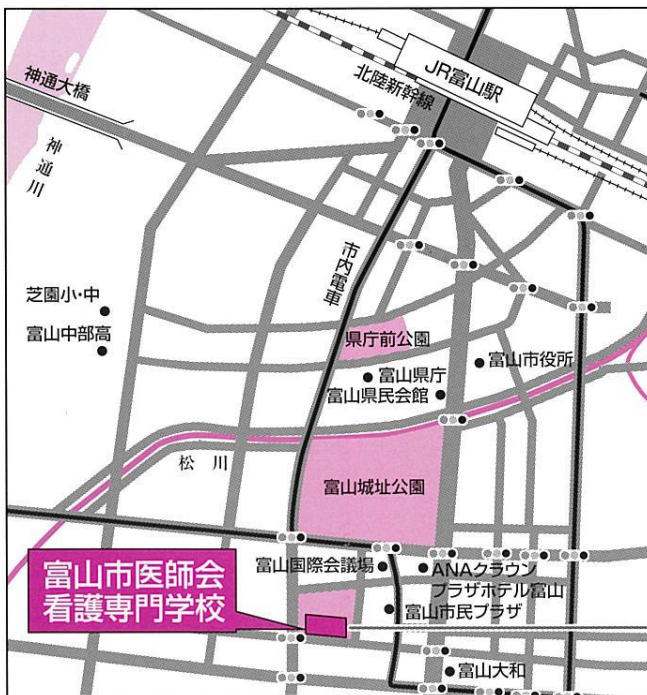 JR富山駅
北陸新幹線
神通大橋
神通川
市内電車
芝園小・中
富山中部高
県庁前公園
富山県庁
富山市役所
富山県民会館
松川
富山城址公園
富山国際会議場
ANAクラウン
プラザホテル富山
富山市医師会
看護専門学校
富山市民プラザ
富山大和